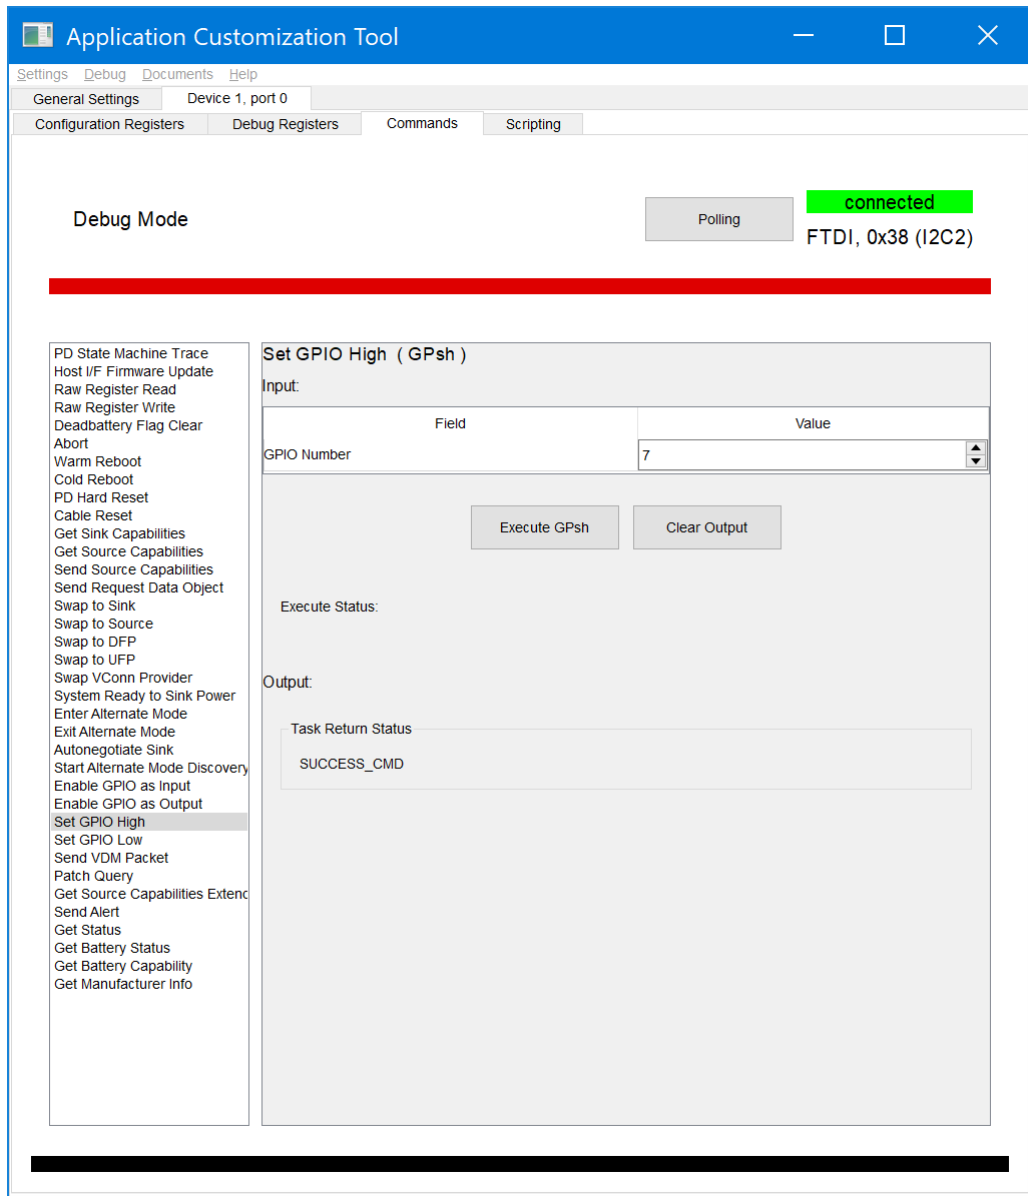 Application Customization Tool
Settings Debug Documents Help
General Settings Device 1, port 0
Configuration Registers Debug Registers Commands Scripting
Debug Mode
Polling
connected
FTDI, 0x38 (I2C2)
PD State Machine Trace
Host I/F Firmware Update
Raw Register Read
Raw Register Write
Deadbattery Flag Clear
Abort
Warm Reboot
Cold Reboot
PD Hard Reset
Cable Reset
Get Sink Capabilities
Get Source Capabilities
Send Source Capabilities
Send Request Data Object
Swap to Sink
Swap to Source
Swap to DFP
Swap to UFP
Swap VConn Provider
System Ready to Sink Power
Enter Alternate Mode
Exit Alternate Mode
Autonegotiate Sink
Start Alternate Mode Discovery
Enable GPIO as Input
Enable GPIO as Output
Set GPIO High
Set GPIO Low
Send VDM Packet
Patch Query
Get Source Capabilities Extenc
Send Alert
Get Status
Get Battery Status
Get Battery Capability
Get Manufacturer Info
Set GPIO High ( GPsh )
Input:
Field Value
GPIO Number 7
Execute GPsh Clear Output
Execute Status:
Output:
Task Return Status
SUCCESS_CMD